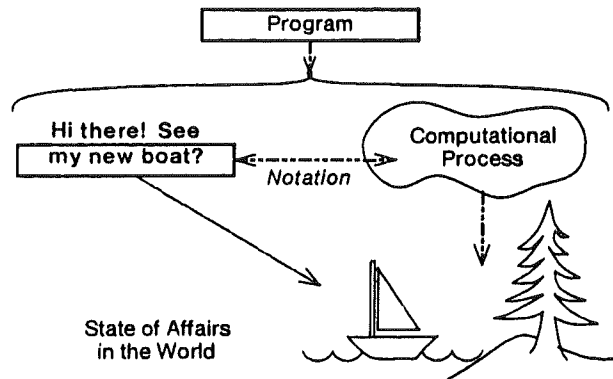 Program
Hi there! See
my new boat?
Computational
Process
Notation
State of Affairs
in the World